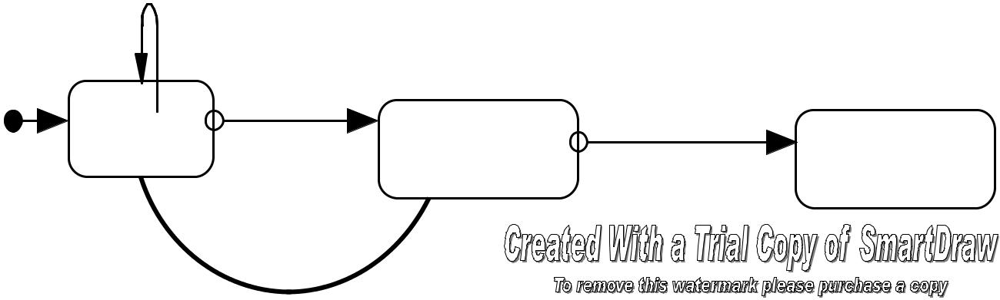 Created With a Trial Copy of SmartDraw
To remove this watermark please purchase a copy